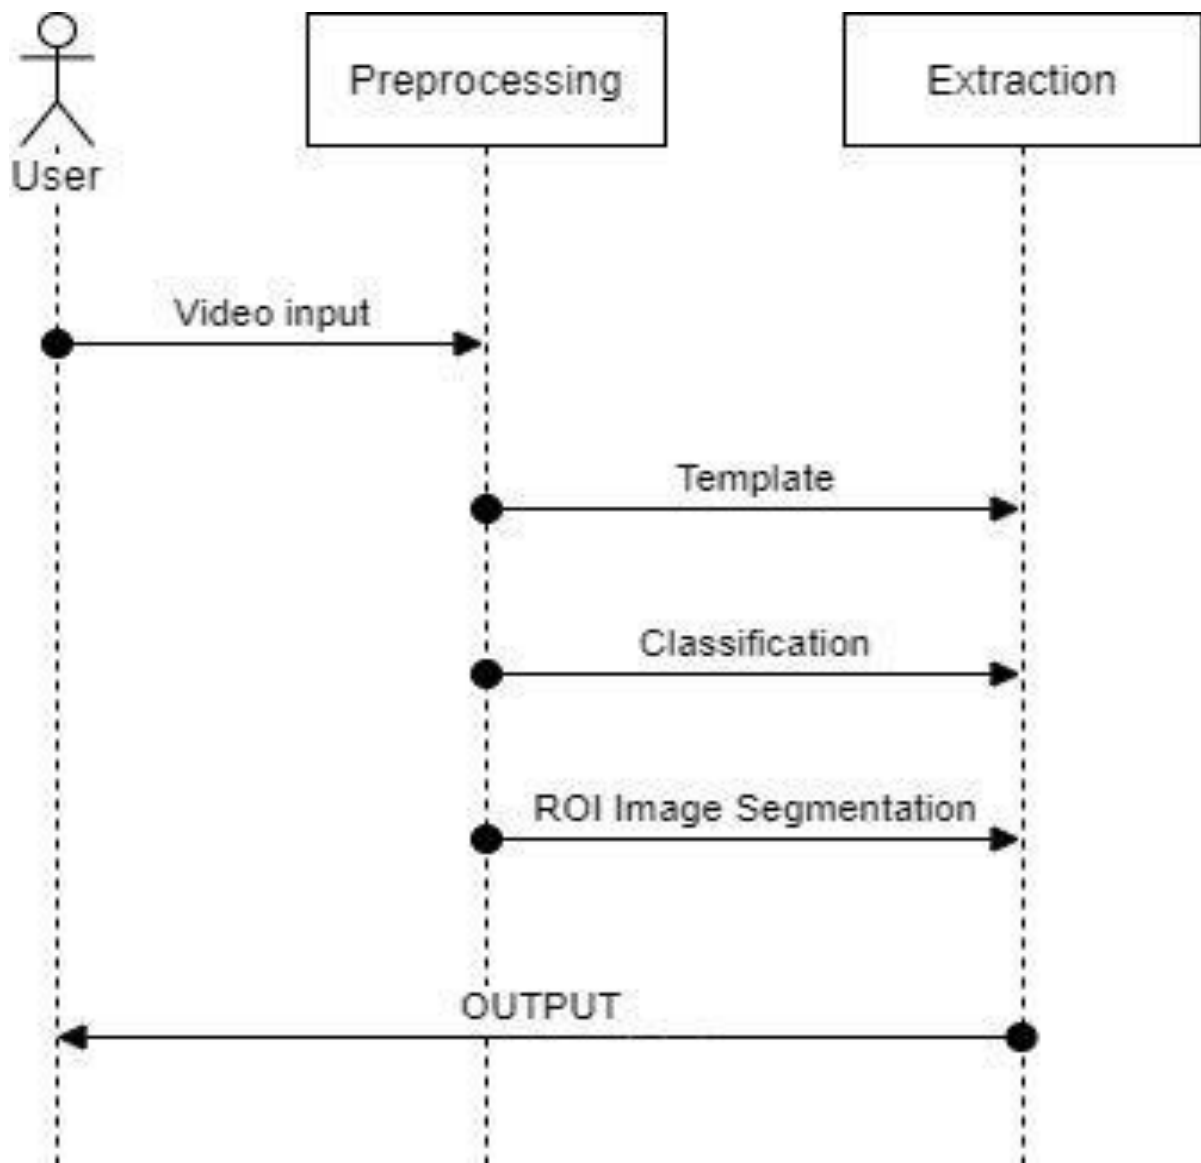 Preprocessing
Extraction
User
Video input
Template
Classification
ROI Image Segmentation
OUTPUT